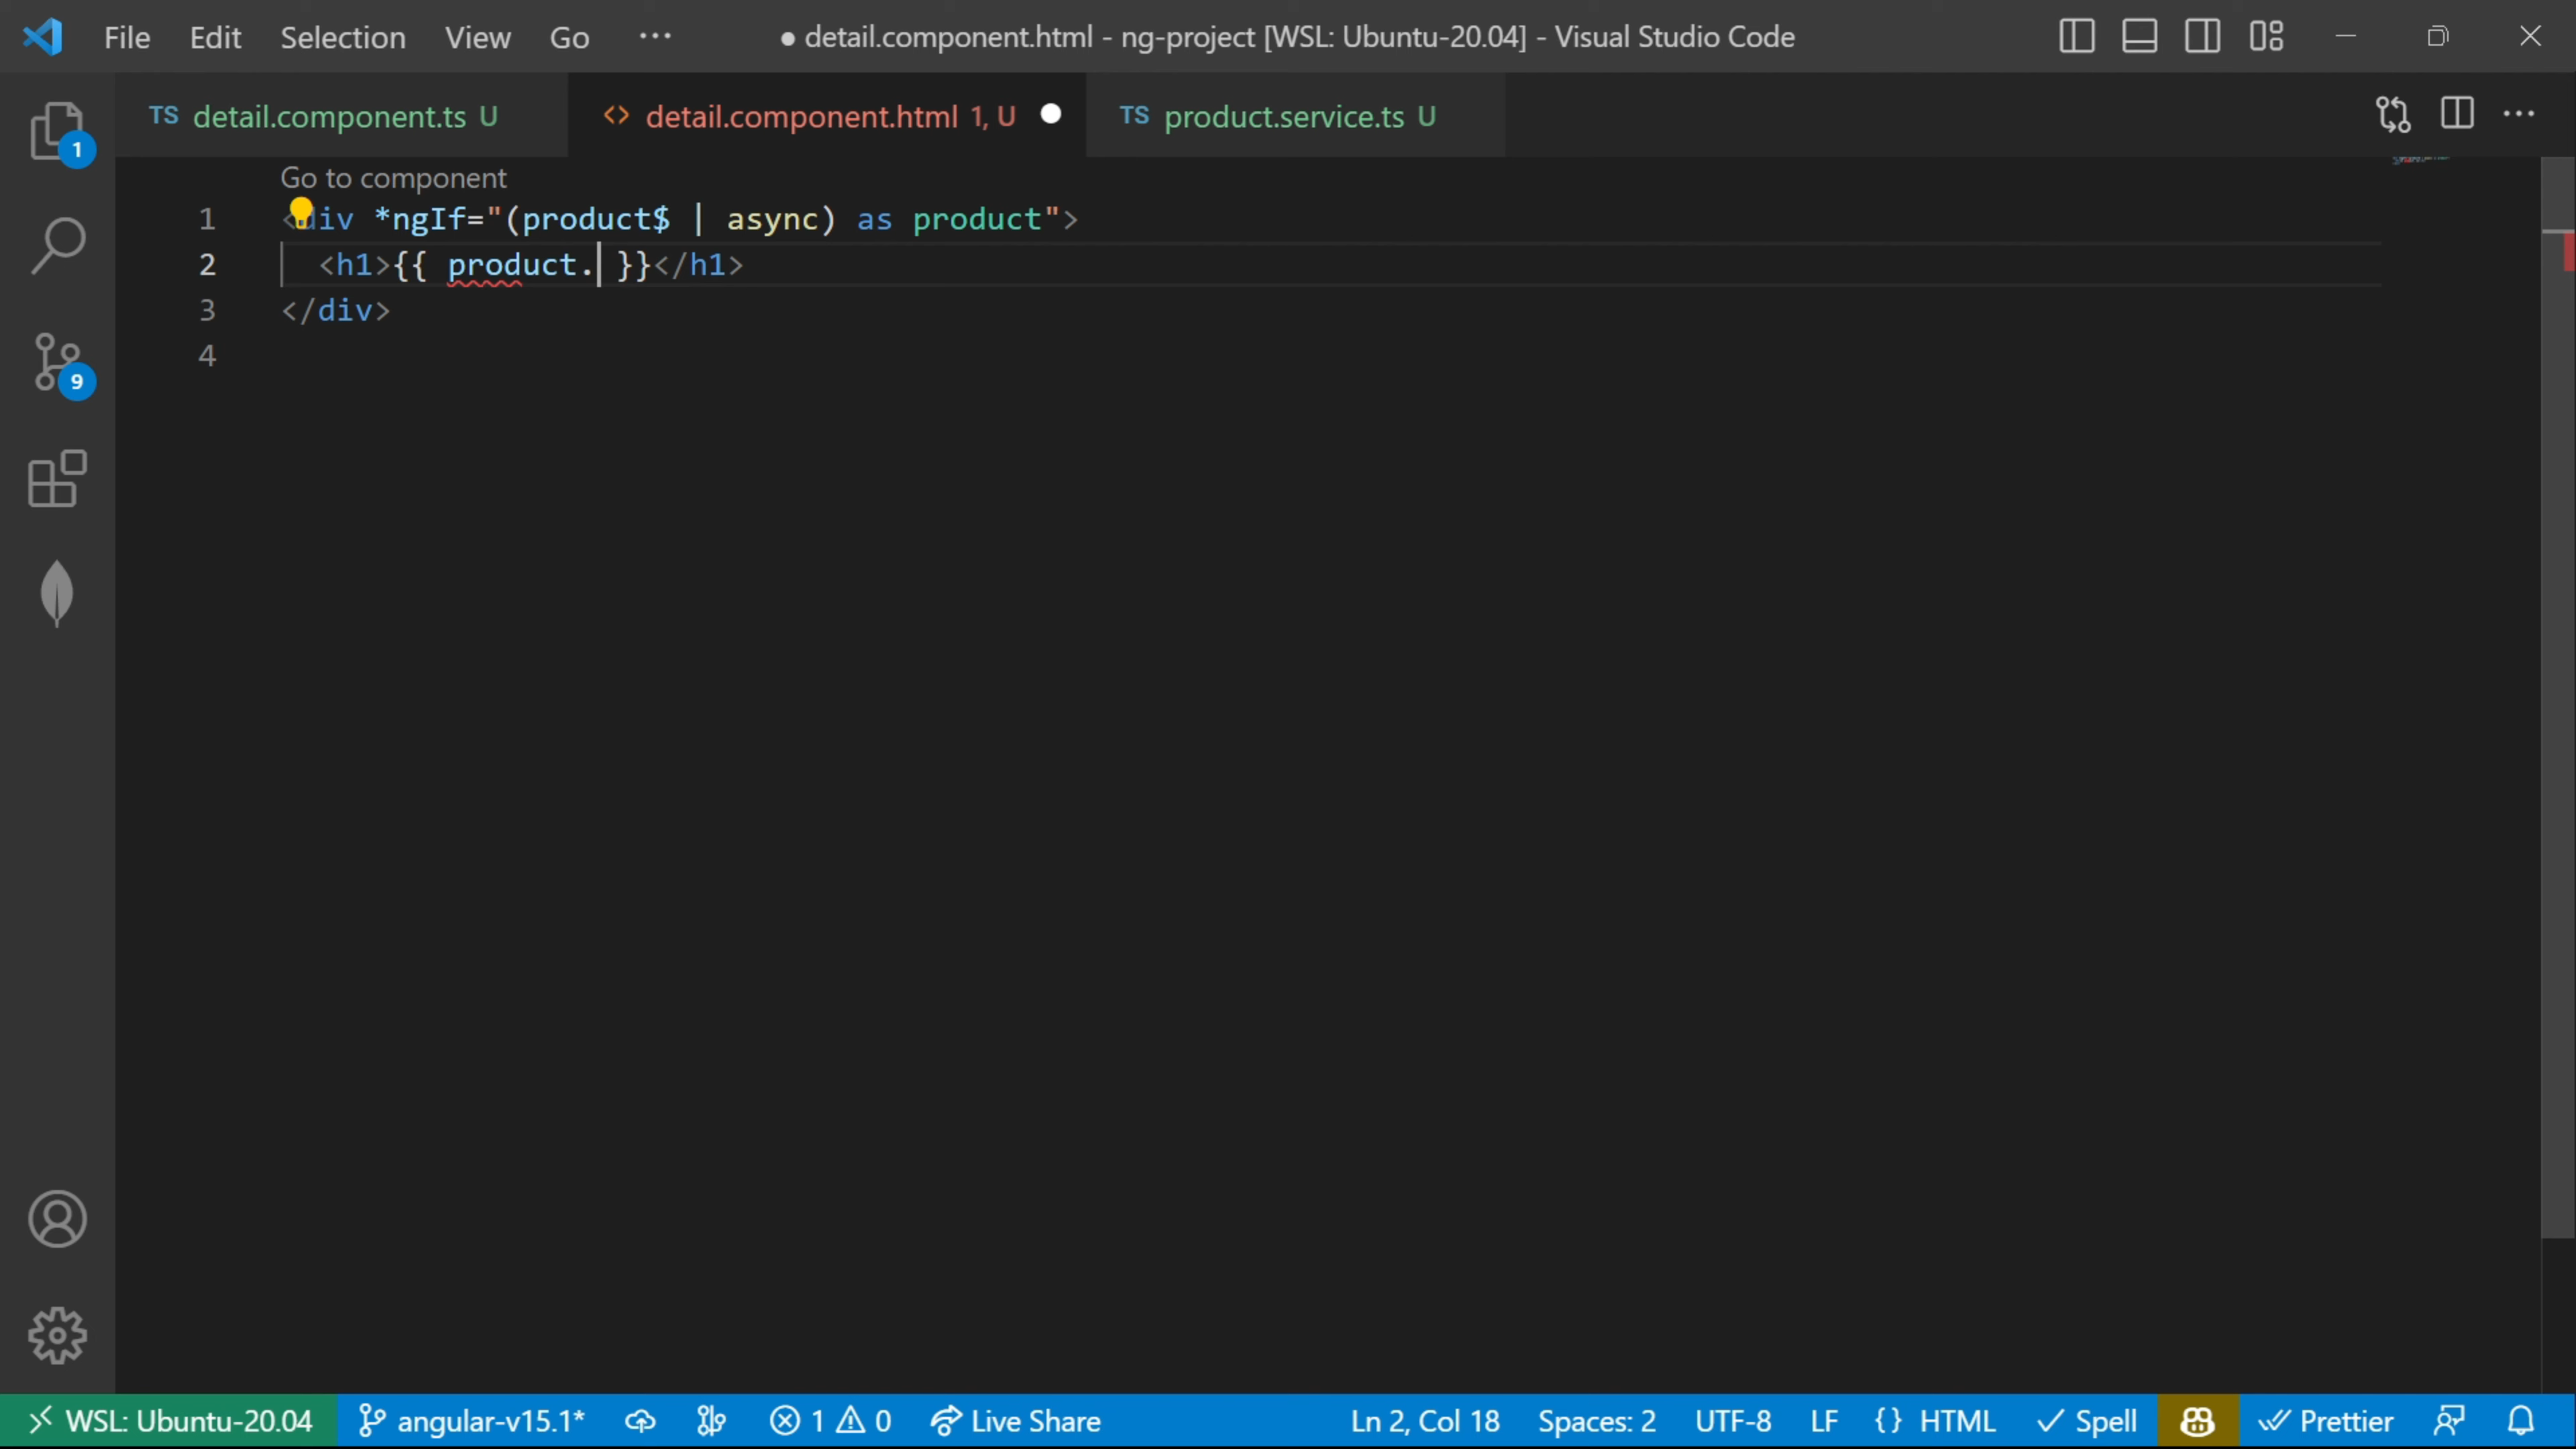 File Edit Selection View Go ··· ● detail.component.html - ng-project [WSL: Ubuntu-20.04] - Visual Studio Code
TS detail.component.ts U <> detail.component.html 1, U ● TS product.service.ts U ···
1
Go to component
1 <div *ngIf="(product$ | async) as product">
2 <h1>{{ product. }}</h1>
3 </div>
4
9
WSL: Ubuntu-20.04 angular-v15.1* 1 0 Live Share Ln 2, Col 18 Spaces: 2 UTF-8 LF {} HTML Spell Prettier